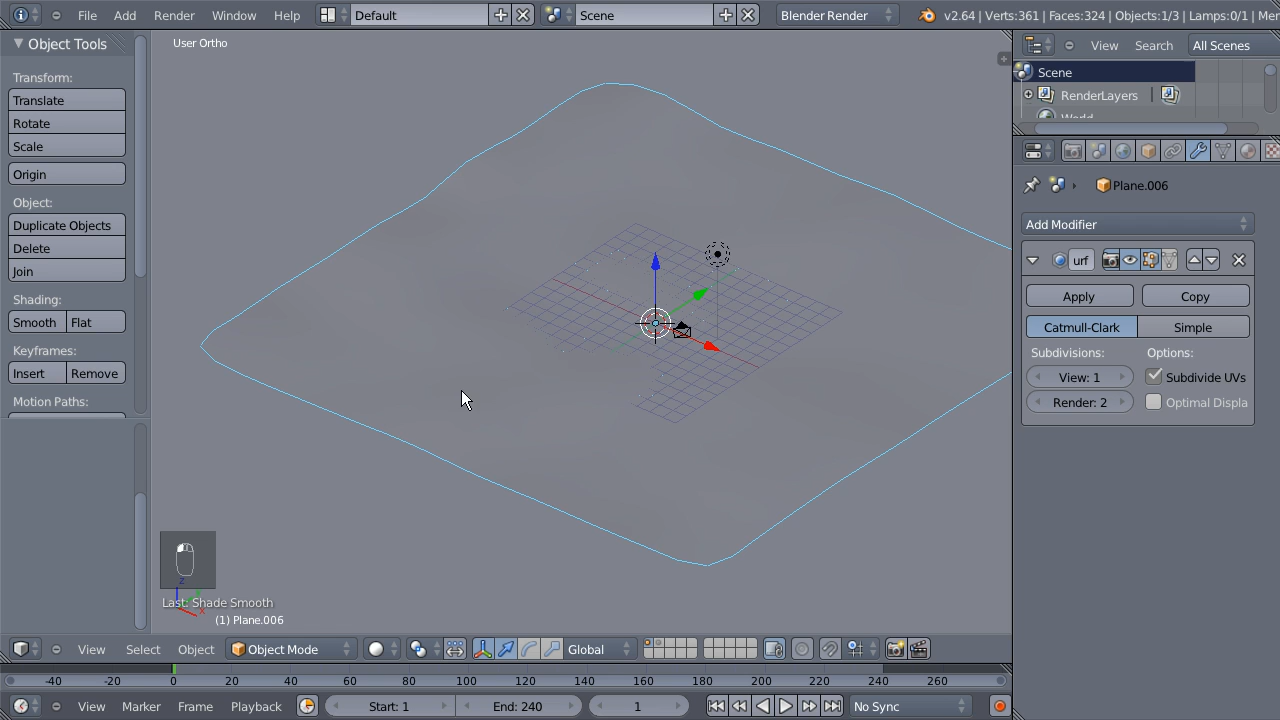 File Add Render Window Help Default Scene Blender Render v2.64 | Verts:361 | Faces:324 | Objects:1/3 | Lamps:0/1 | Mer
Object Tools
Transform:
Translate
Rotate
Scale
Origin
Object:
Duplicate Objects
Delete
Join
Shading:
Smooth Flat
Keyframes:
Insert Remove
Motion Paths:
User Ortho
Z
X
Last: Shade Smooth
(1) Plane.006
View Select Object Object Mode Global
View Search All Scenes
Scene
RenderLayers |
World
Plane.006
Add Modifier
urf
Apply Copy
Catmull-Clark Simple
Subdivisions: Options:
View: 1 Subdivide UVs
Render: 2 Optimal Displa
-40 -20 0 20 40 60 80 100 120 140 160 180 200 220 240 260
View Marker Frame Playback Start: 1 End: 240 1 No Sync